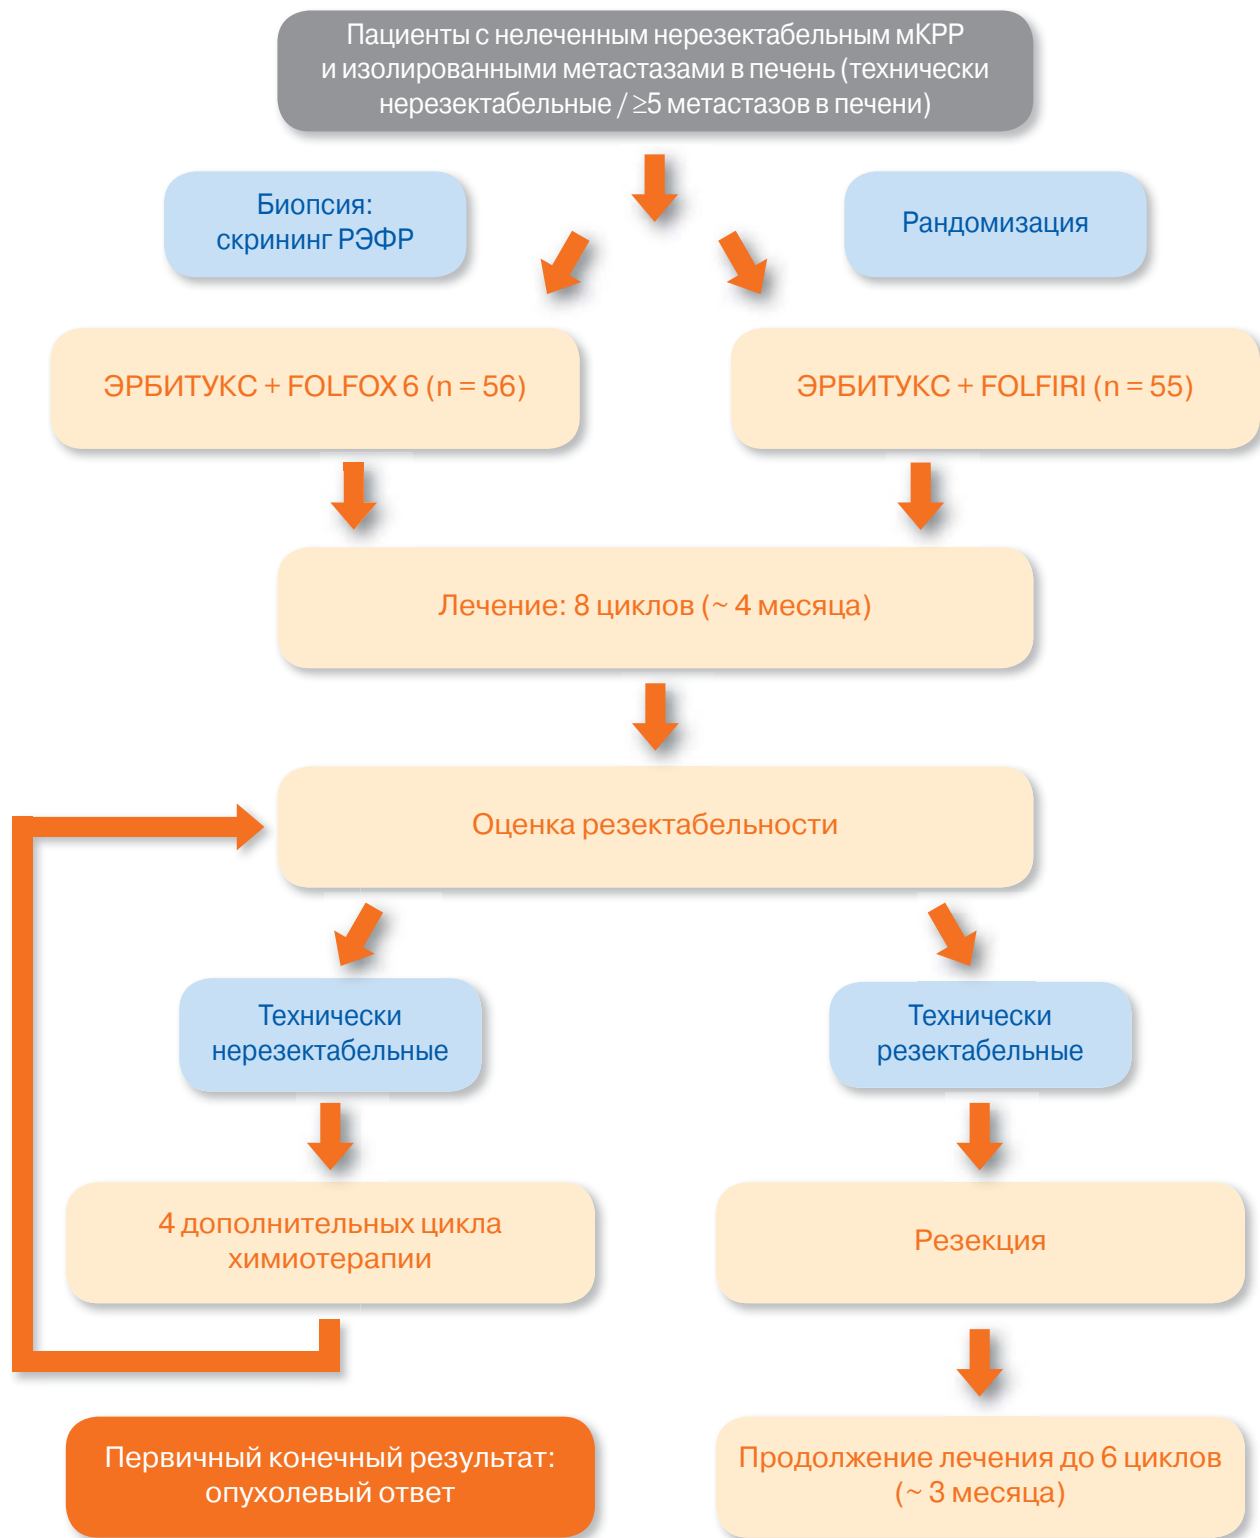 Пациенты с нелеченным нерезектабельным мКРР
и изолированными метастазами в печень (технически
нерезектабельные / ≥5 метастазов в печени)
Биопсия:
скрининг РЭФР
Рандомизация
ЭРБИТУКС + FOLFOX 6 (n = 56)
ЭРБИТУКС + FOLFIRI (n = 55)
Лечение: 8 циклов (~ 4 месяца)
Оценка резектабельности
Технически
нерезектабельные
Технически
резектабельные
4 дополнительных цикла
химиотерапии
Резекция
Первичный конечный результат:
опухолевый ответ
Продолжение лечения до 6 циклов
(~ 3 месяца)